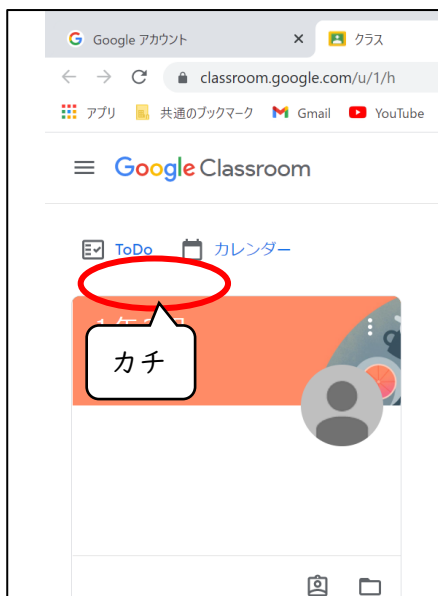 Google アカウント
クラス
classroom.google.com/u/1/h
アプリ 共通のブックマーク Gmail YouTube
Google Classroom
ToDo カレンダー
カチ